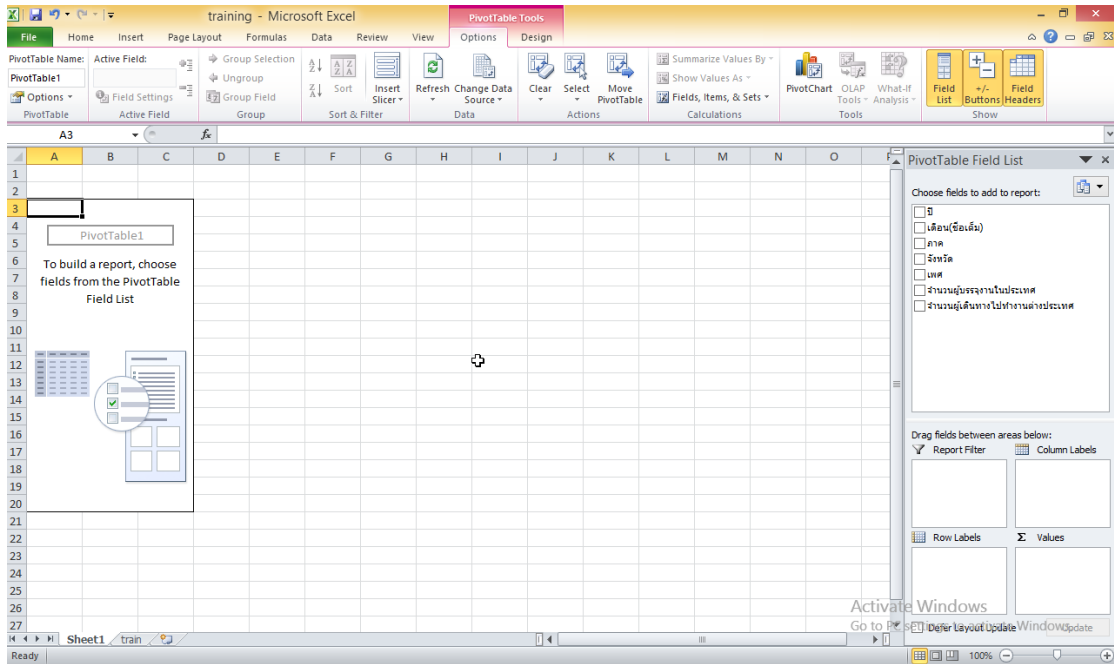 training - Microsoft Excel
PivotTable Tools
File Home Insert Page Layout Formulas Data Review View Options Design
PivotTable Name: Active Field: Group Selection Summarize Values By
PivotTable1 Ungroup Show Values As
Options Field Settings Group Field Sort Insert Slicer Refresh Change Data Source Clear Select Move PivotTable Fields, Items, & Sets PivotChart OLAP Tools What-If Analysis Field List +/- Buttons Field Headers
PivotTable Active Field Group Sort & Filter Data Actions Calculations Tools Show
A3 fx
A B C D E F G H I J K L M N O
1
2
3
4
5
6
7
8
9
10
11
12
13
14
15
16
17
18
19
20
21
22
23
24
25
26
27
PivotTable1
To build a report, choose
fields from the PivotTable
Field List
PivotTable Field List
Choose fields to add to report:
ปี
เดือน(ชื่อเต็ม)
ภาค
จังหวัด
เพศ
จำนวนผู้บรรจุงานในประเทศ
จำนวนผู้เดินทางไปทำงานต่างประเทศ
Drag fields between areas below:
Report Filter Column Labels
Row Labels Σ Values
Activate Windows
Go to PC settings to activate Windows.
Defer Layout Update Update
Sheet1 train
Ready 100%